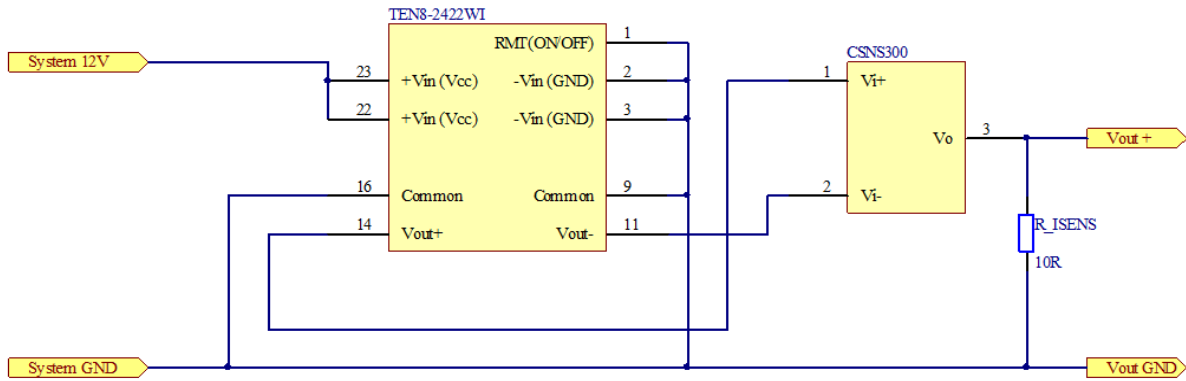 TEN8-2422WI
RMT(ON/OFF) 1
CSNS300
System 12V
23 +Vin (Vcc) -Vin (GND) 2
1 Vi+
22 +Vin (Vcc) -Vin (GND) 3
Vo 3
Vout +
16 Common Common 9
2 Vi-
14 Vout+ Vout- 11
R_ISENS
10R
System GND
Vout GND